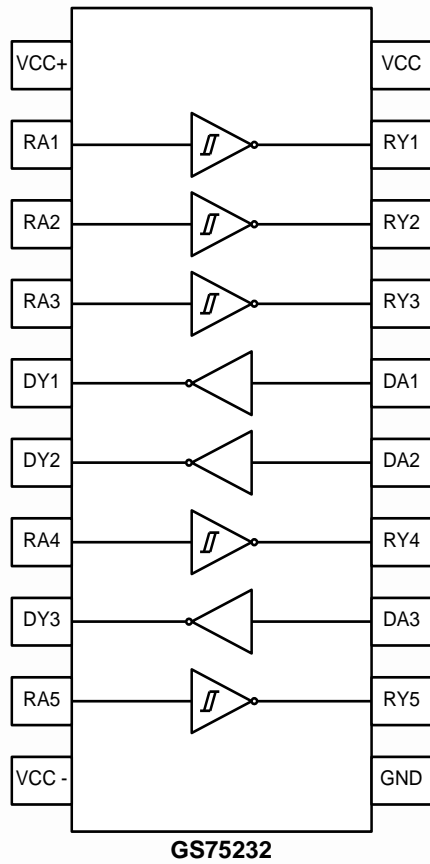 VCC+ VCC
RA1 RY1
RA2 RY2
RA3 RY3
DY1 DA1
DY2 DA2
RA4 RY4
DY3 DA3
RA5 RY5
VCC - GND
GS75232